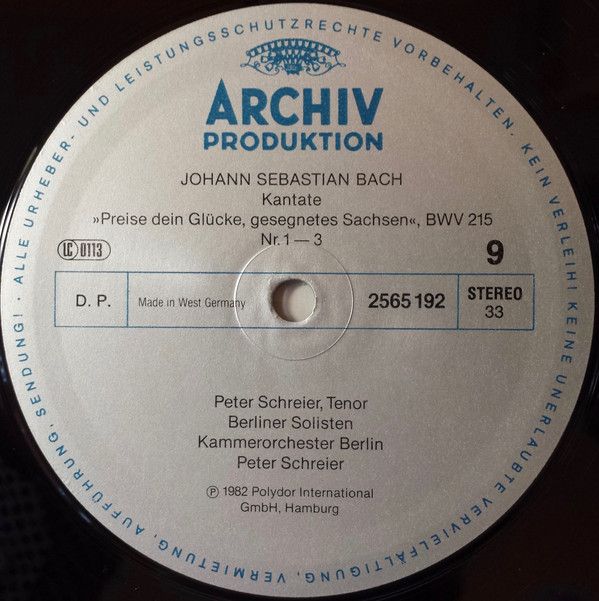 ALLE URHEBER- UND LEISTUNGSSCHUTZRECHTE VORBEHALTEN. KEIN VERLEIH! KEINE UNERLAUBTE VERVIELFÄLTIGUNG, VERMIETUNG, AUFFÜHRUNG, SENDUNG! ·
ARCHIV
PRODUKTION
JOHANN SEBASTIAN BACH
Kantate
»Preise dein Glücke, gesegnetes Sachsen«, BWV 215
Nr. 1 — 3
LC 0113
9
D. P.
Made in West Germany
2565 192
STEREO
33
Peter Schreier, Tenor
Berliner Solisten
Kammerorchester Berlin
Peter Schreier
Ⓟ 1982 Polydor International
GmbH, Hamburg